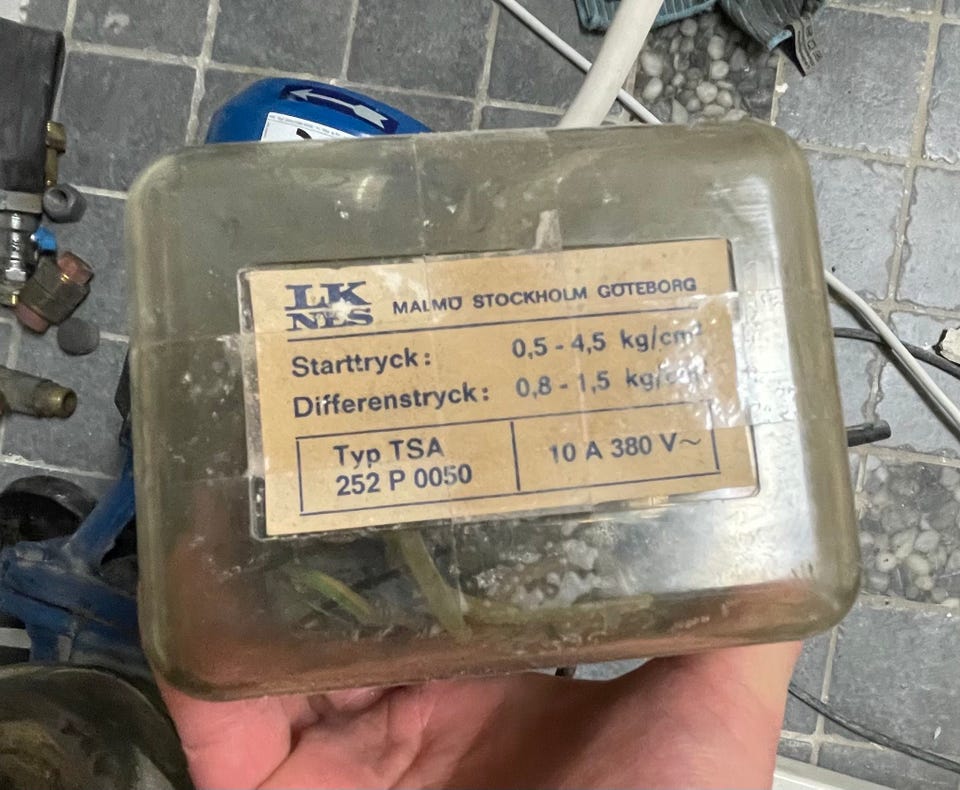 LK
NES
MALMÖ STOCKHOLM GÖTEBORG
Starttryck: 0,5 - 4,5 kg/cm²
Differenstryck: 0,8 - 1,5 kg/cm²
Typ TSA
252 P 0050
10 A 380 V~